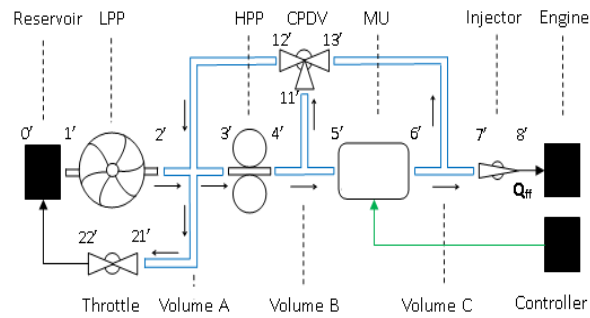 Reservoir LPP HPP CPDV MU Injector Engine
12' 13'
11'
0' 1' 2' 3' 4' 5' 6' 7' 8'
Qff
22' 21'
Throttle Volume A Volume B Volume C Controller